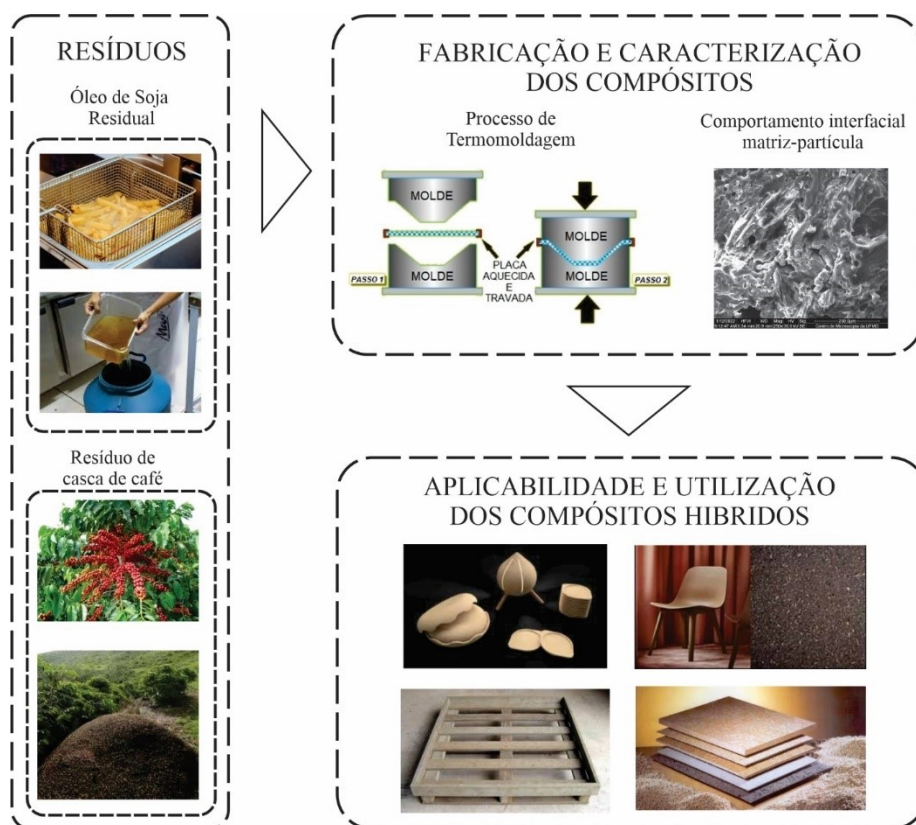 RESÍDUOS
Óleo de Soja
Residual
Resíduo de
casca de café
FABRICAÇÃO E CARACTERIZAÇÃO
DOS COMPÓSITOS
Processo de
Termomoldagem
MOLDE
MOLDE
PASSO 1
PLACA
AQUECIDA
E
TRAVADA
MOLDE
MOLDE
PASSO 2
Comportamento interfacial
matriz-partícula
APLICABILIDADE E UTILIZAÇÃO
DOS COMPÓSITOS HIBRIDOS